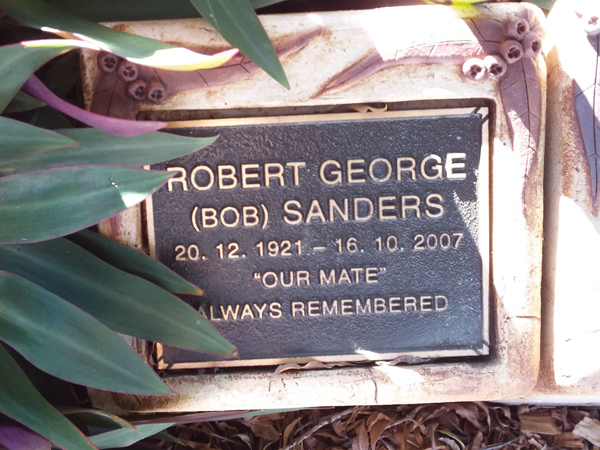 ROBERT GEORGE
(BOB) SANDERS
20. 12. 1921 – 16. 10. 2007
“OUR MATE”
ALWAYS REMEMBERED